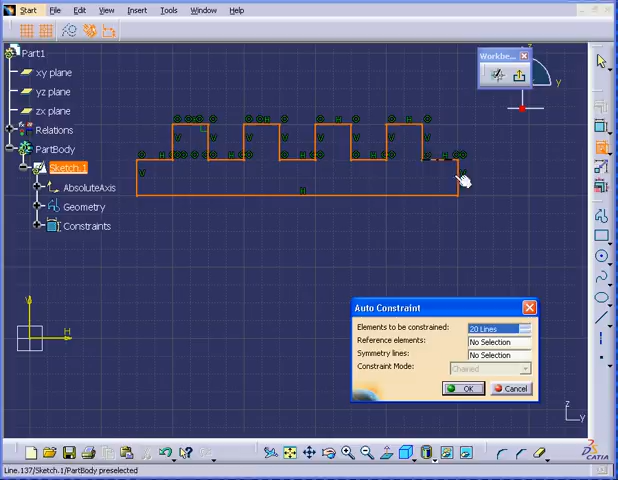 Start File Edit View Insert Tools Window Help
Workbe...
Part1
xy plane
yz plane
zx plane
Relations
PartBody
Sketch.1
AbsoluteAxis
Geometry
Constraints
y
V
H
H H H
V V V V V V V V
H H H H H
V V
H
Auto Constraint
Elements to be constrained: 20 Lines
Reference elements: No Selection
Symmetry lines: No Selection
Constraint Mode: Chained
OK Cancel
z
y
CATIA
Line.137/Sketch.1/PartBody preselected